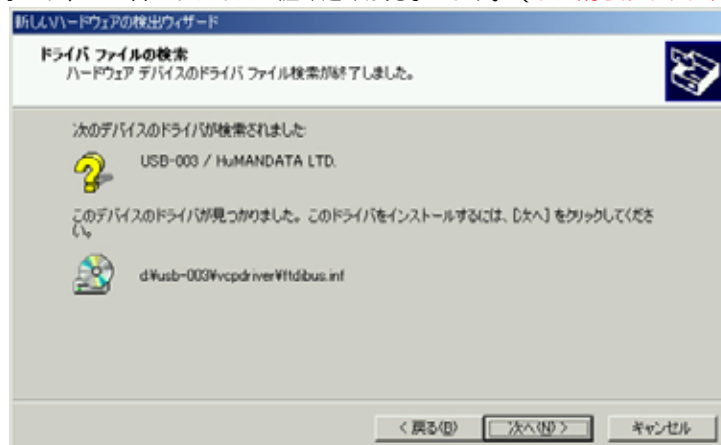 新しいハードウェアの検出ウィザード
ドライバ ファイルの検索
ハードウェア デバイスのドライバ ファイル検索が終了しました。
次のデバイスのドライバが検索されました:
USB-003 / HuMANDATA LTD.
このデバイスのドライバが見つかりました。このドライバをインストールするには、[次へ] をクリックしてくださ
い。
d¥usb-003¥vcpdriver¥ftdibus.inf
< 戻る(B)
次へ(N) >
キャンセル